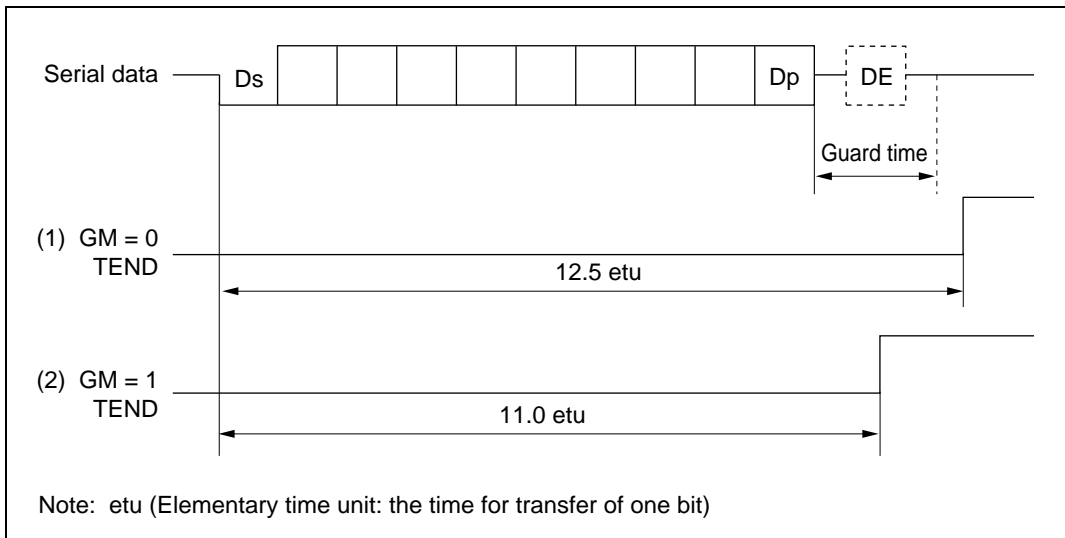 Serial data
Ds
Dp
DE
Guard time
(1) GM = 0
TEND
12.5 etu
(2) GM = 1
TEND
11.0 etu
Note: etu (Elementary time unit: the time for transfer of one bit)